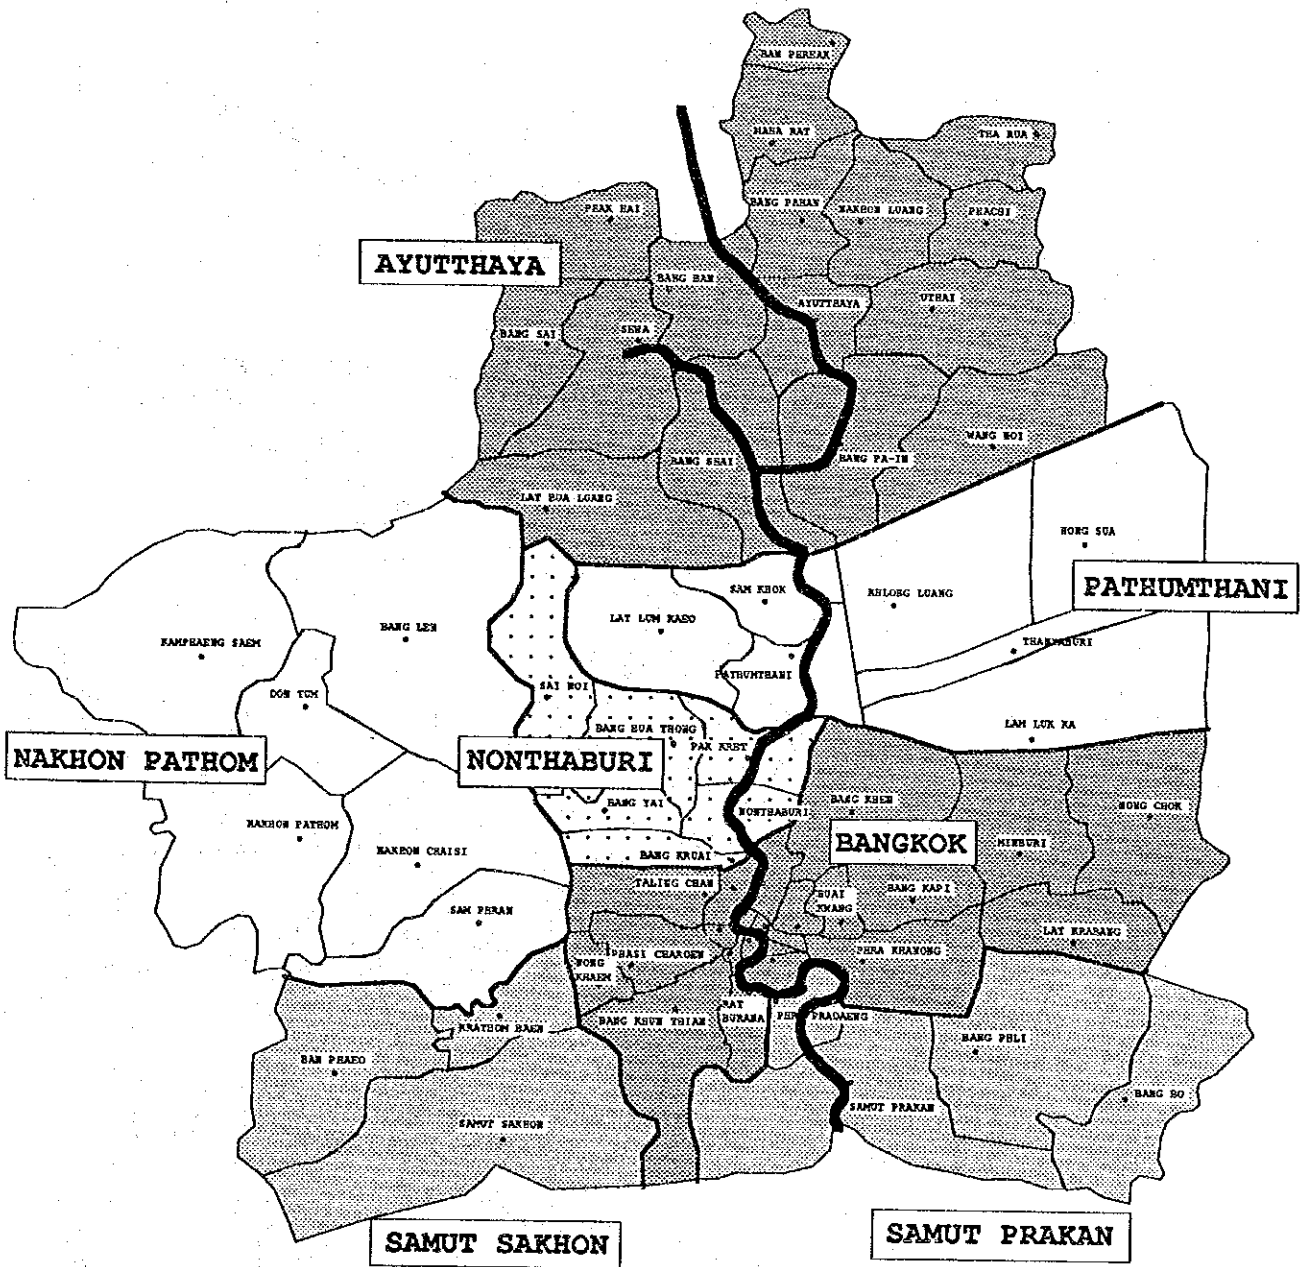 BAN PHREAK
MAHA RAT
THA RUA
PHAK HAI
BANG PAHAN
NAKHON LUANG
PHACHI
AYUTTHAYA
BANG BAN
AYUTTHAYA
UTHAI
BANG SAI
SENA
BANG SHAI
BANG PA-IN
WANG NOI
LAT BUA LUANG
NONG SUA
PATHUMTHANI
SAM KHOK
KHLONG LUANG
LAT LUM KAEO
BANG LEN
KAMPHAENG SAEM
THANYABURI
PATHUMTHANI
DON TUM
SAI NOI
LAM LUK KA
BANG BUA THONG
PAK KRET
NAKHON PATHOM
NONTHABURI
BANG YAI
NONTHABURI
BANG KHEN
NONG CHOK
NAKHON PATHOM
BANGKOK
MINBURI
NAKHON CHAISI
BANG KRUAI
TALING CHAN
HUAI
KWANG
BANG KAPI
SAM PHRAN
LAT KRABANG
PHASI CHAROEN
PHRA KHANONG
NONG
KHAEM
RAT
BURANA
PHRA PRADAENG
BANG KHUN THIAN
KRATHOM BAEN
BANG PHLI
BAN PHAEO
BANG BO
SAMUT PRAKAN
SAMUT SAKHON
SAMUT PRAKAN
SAMUT SAKHON